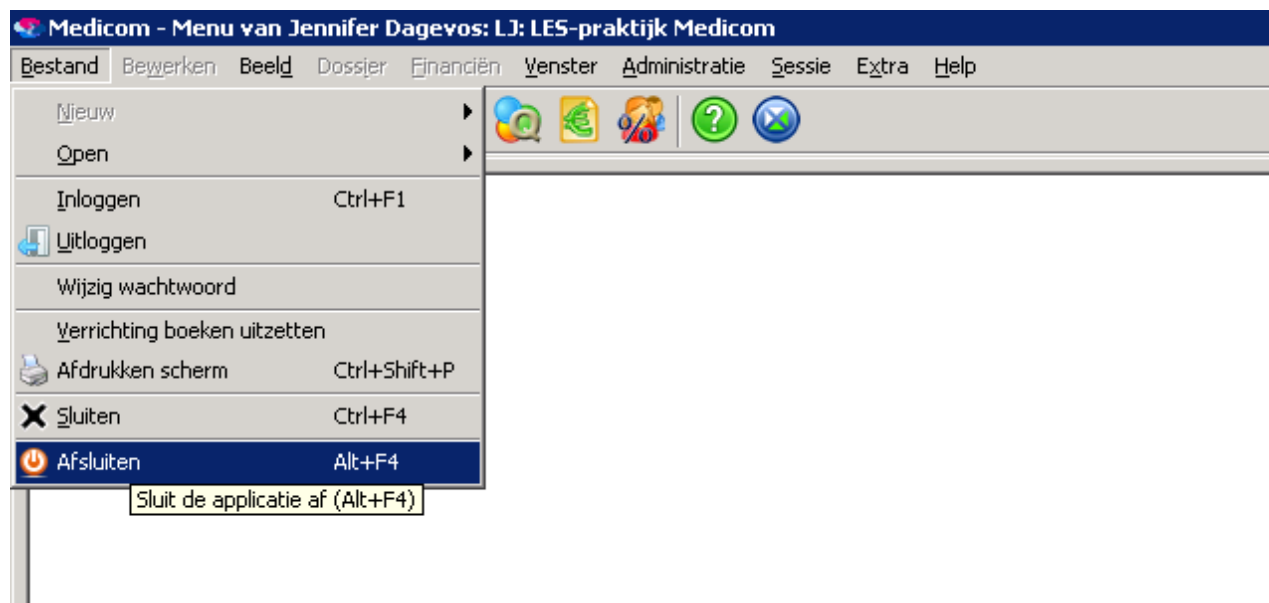 Medicom - Menu van Jennifer Dagevos: LJ: LES-praktijk Medicom
Bestand Bewerken Beeld Dossier Financiën Venster Administratie Sessie Extra Help
Nieuw
Open
Inloggen Ctrl+F1
Uitloggen
Wijzig wachtwoord
Verrichting boeken uitzetten
Afdrukken scherm Ctrl+Shift+P
Sluiten Ctrl+F4
Afsluiten Alt+F4
Sluit de applicatie af (Alt+F4)